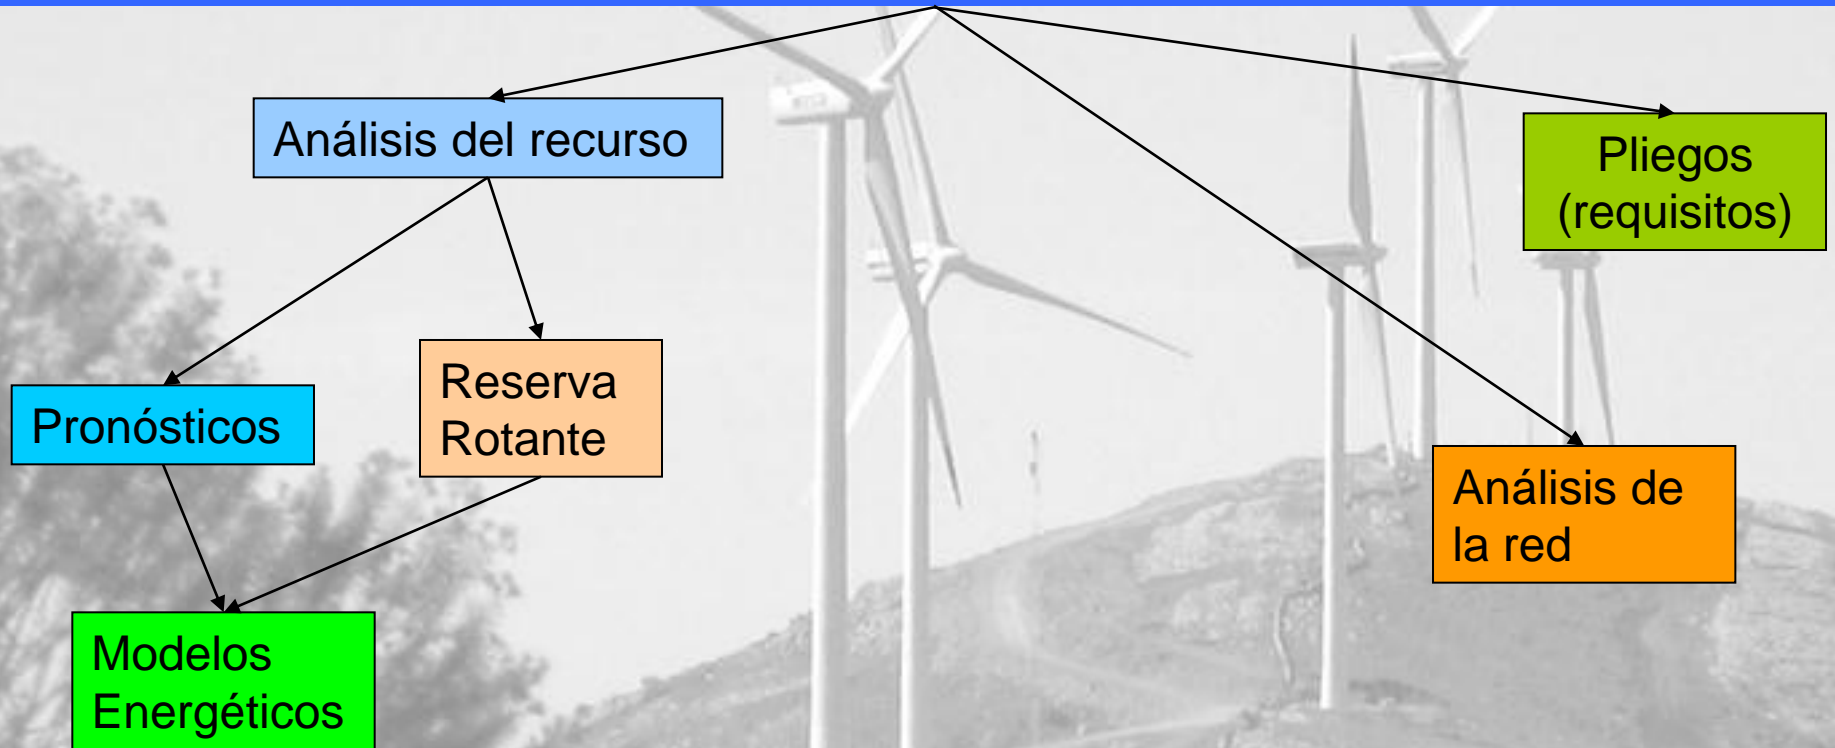 Análisis del recurso
Pliegos
(requisitos)
Reserva
Rotante
Pronósticos
Análisis de
la red
Modelos
Energéticos